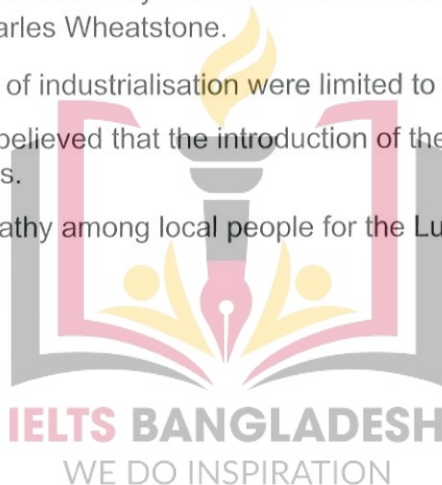 arles Wheatstone.
of industrialisation were limited to
believed that the introduction of the
s.
athy among local people for the Lu
IELTS BANGLADESH
WE DO INSPIRATION